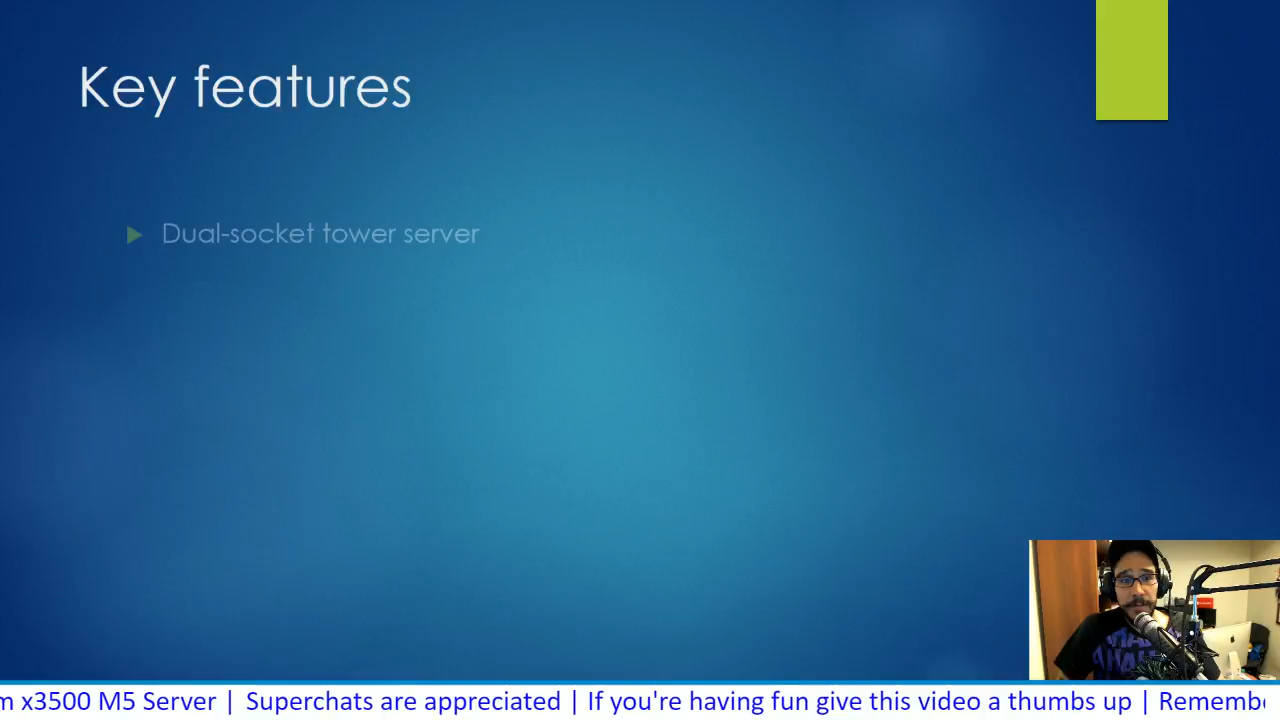 Key features
Dual-socket tower server
m x3500 M5 Server | Superchats are appreciated | If you're having fun give this video a thumbs up | Rememb